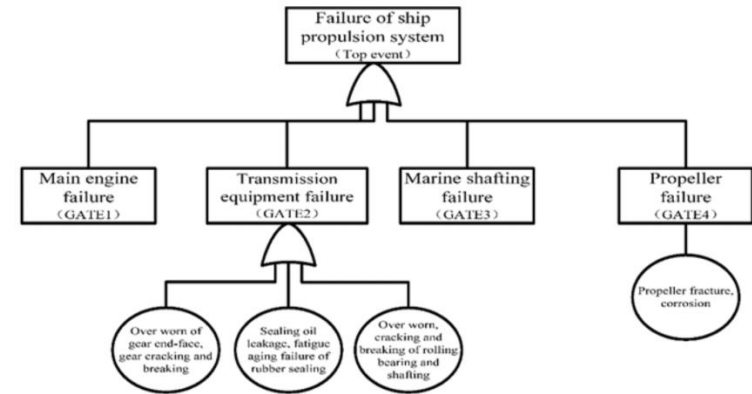 Failure of ship
propulsion system
(Top event)
Main engine
failure
(GATE1)
Transmission
equipment failure
(GATE2)
Marine shafting
failure
(GATE3)
Propeller
failure
(GATE4)
Over worn of
gear end-face,
gear cracking and
breaking
Sealing oil
leakage, fatigue
aging failure of
rubber sealing
Over worn,
cracking and
breaking of rolling
bearing and
shafting
Propeller fracture,
corrosion